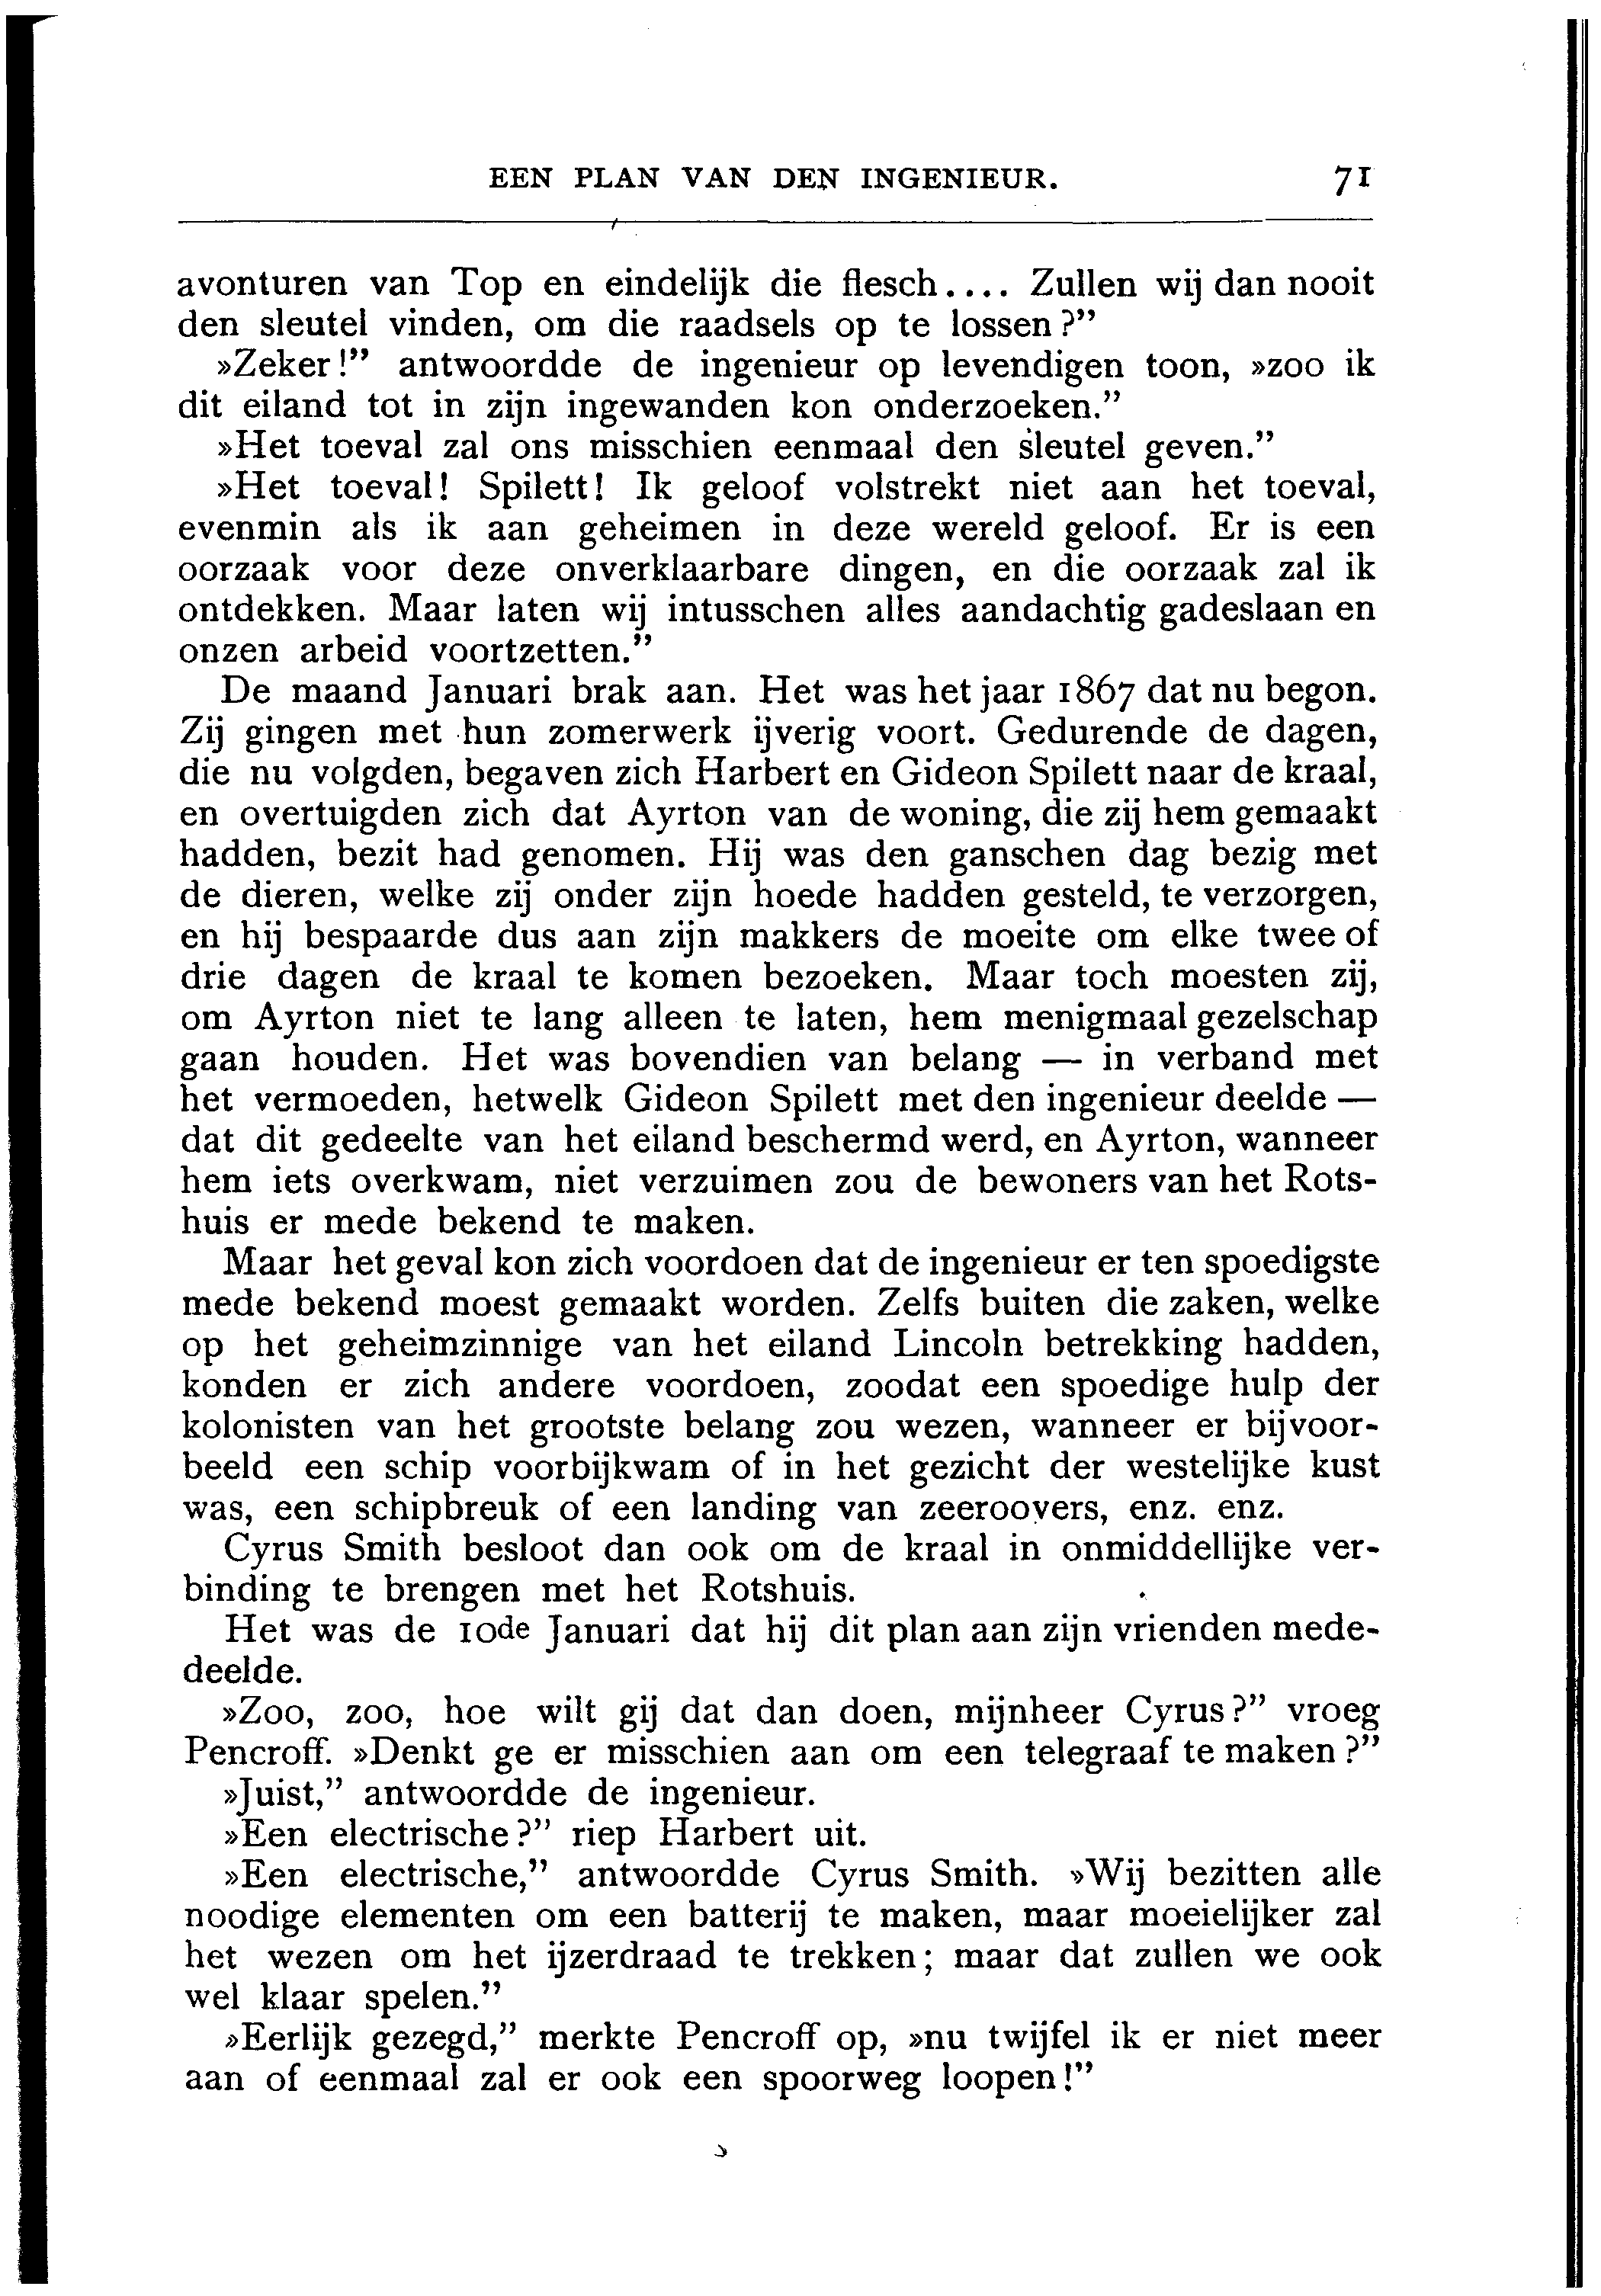 EEN PLAN VAN DEN INGENIEUR. 71
avonturen van Top en eindelijk die flesch.... Zullen wij dan nooit
den sleutel vinden, om die raadsels op te lossen?”
»Zeker!” antwoordde de ingenieur op levendigen toon, »zoo ik
dit eiland tot in zijn ingewanden kon onderzoeken.”
»Het toeval zal ons misschien eenmaal den sleutel geven.”
»Het toeval! Spilett! Ik geloof volstrekt niet aan het toeval,
evenmin als ik aan geheimen in deze wereld geloof. Er is een
oorzaak voor deze onverklaarbare dingen, en die oorzaak zal ik
ontdekken. Maar laten wij intusschen alles aandachtig gadeslaan en
onzen arbeid voortzetten.”
De maand Januari brak aan. Het was het jaar 1867 dat nu begon.
Zij gingen met hun zomerwerk ijverig voort. Gedurende de dagen,
die nu volgden, begaven zich Harbert en Gideon Spilett naar de kraal,
en overtuigden zich dat Ayrton van de woning, die zij hem gemaakt
hadden, bezit had genomen. Hij was den ganschen dag bezig met
de dieren, welke zij onder zijn hoede hadden gesteld, te verzorgen,
en hij bespaarde dus aan zijn makkers de moeite om elke twee of
drie dagen de kraal te komen bezoeken. Maar toch moesten zij,
om Ayrton niet te lang alleen te laten, hem menigmaal gezelschap
gaan houden. Het was bovendien van belang — in verband met
het vermoeden, hetwelk Gideon Spilett met den ingenieur deelde —
dat dit gedeelte van het eiland beschermd werd, en Ayrton, wanneer
hem iets overkwam, niet verzuimen zou de bewoners van het Rots-
huis er mede bekend te maken.
Maar het geval kon zich voordoen dat de ingenieur er ten spoedigste
mede bekend moest gemaakt worden. Zelfs buiten die zaken, welke
op het geheimzinnige van het eiland Lincoln betrekking hadden,
konden er zich andere voordoen, zoodat een spoedige hulp der
kolonisten van het grootste belang zou wezen, wanneer er bijvoor-
beeld een schip voorbijkwam of in het gezicht der westelijke kust
was, een schipbreuk of een landing van zeeroovers, enz. enz.
Cyrus Smith besloot dan ook om de kraal in onmiddellijke ver-
binding te brengen met het Rotshuis.
Het was de 10de Januari dat hij dit plan aan zijn vrienden mede-
deelde.
»Zoo, zoo, hoe wilt gij dat dan doen, mijnheer Cyrus?” vroeg
Pencroff. »Denkt ge er misschien aan om een telegraaf te maken?”
»Juist,” antwoordde de ingenieur.
»Een electrische?” riep Harbert uit.
»Een electrische,” antwoordde Cyrus Smith. »Wij bezitten alle
noodige elementen om een batterij te maken, maar moeielijker zal
het wezen om het ijzerdraad te trekken; maar dat zullen we ook
wel klaar spelen.”
»Eerlijk gezegd,” merkte Pencroff op, »nu twijfel ik er niet meer
aan of eenmaal zal er ook een spoorweg loopen!”